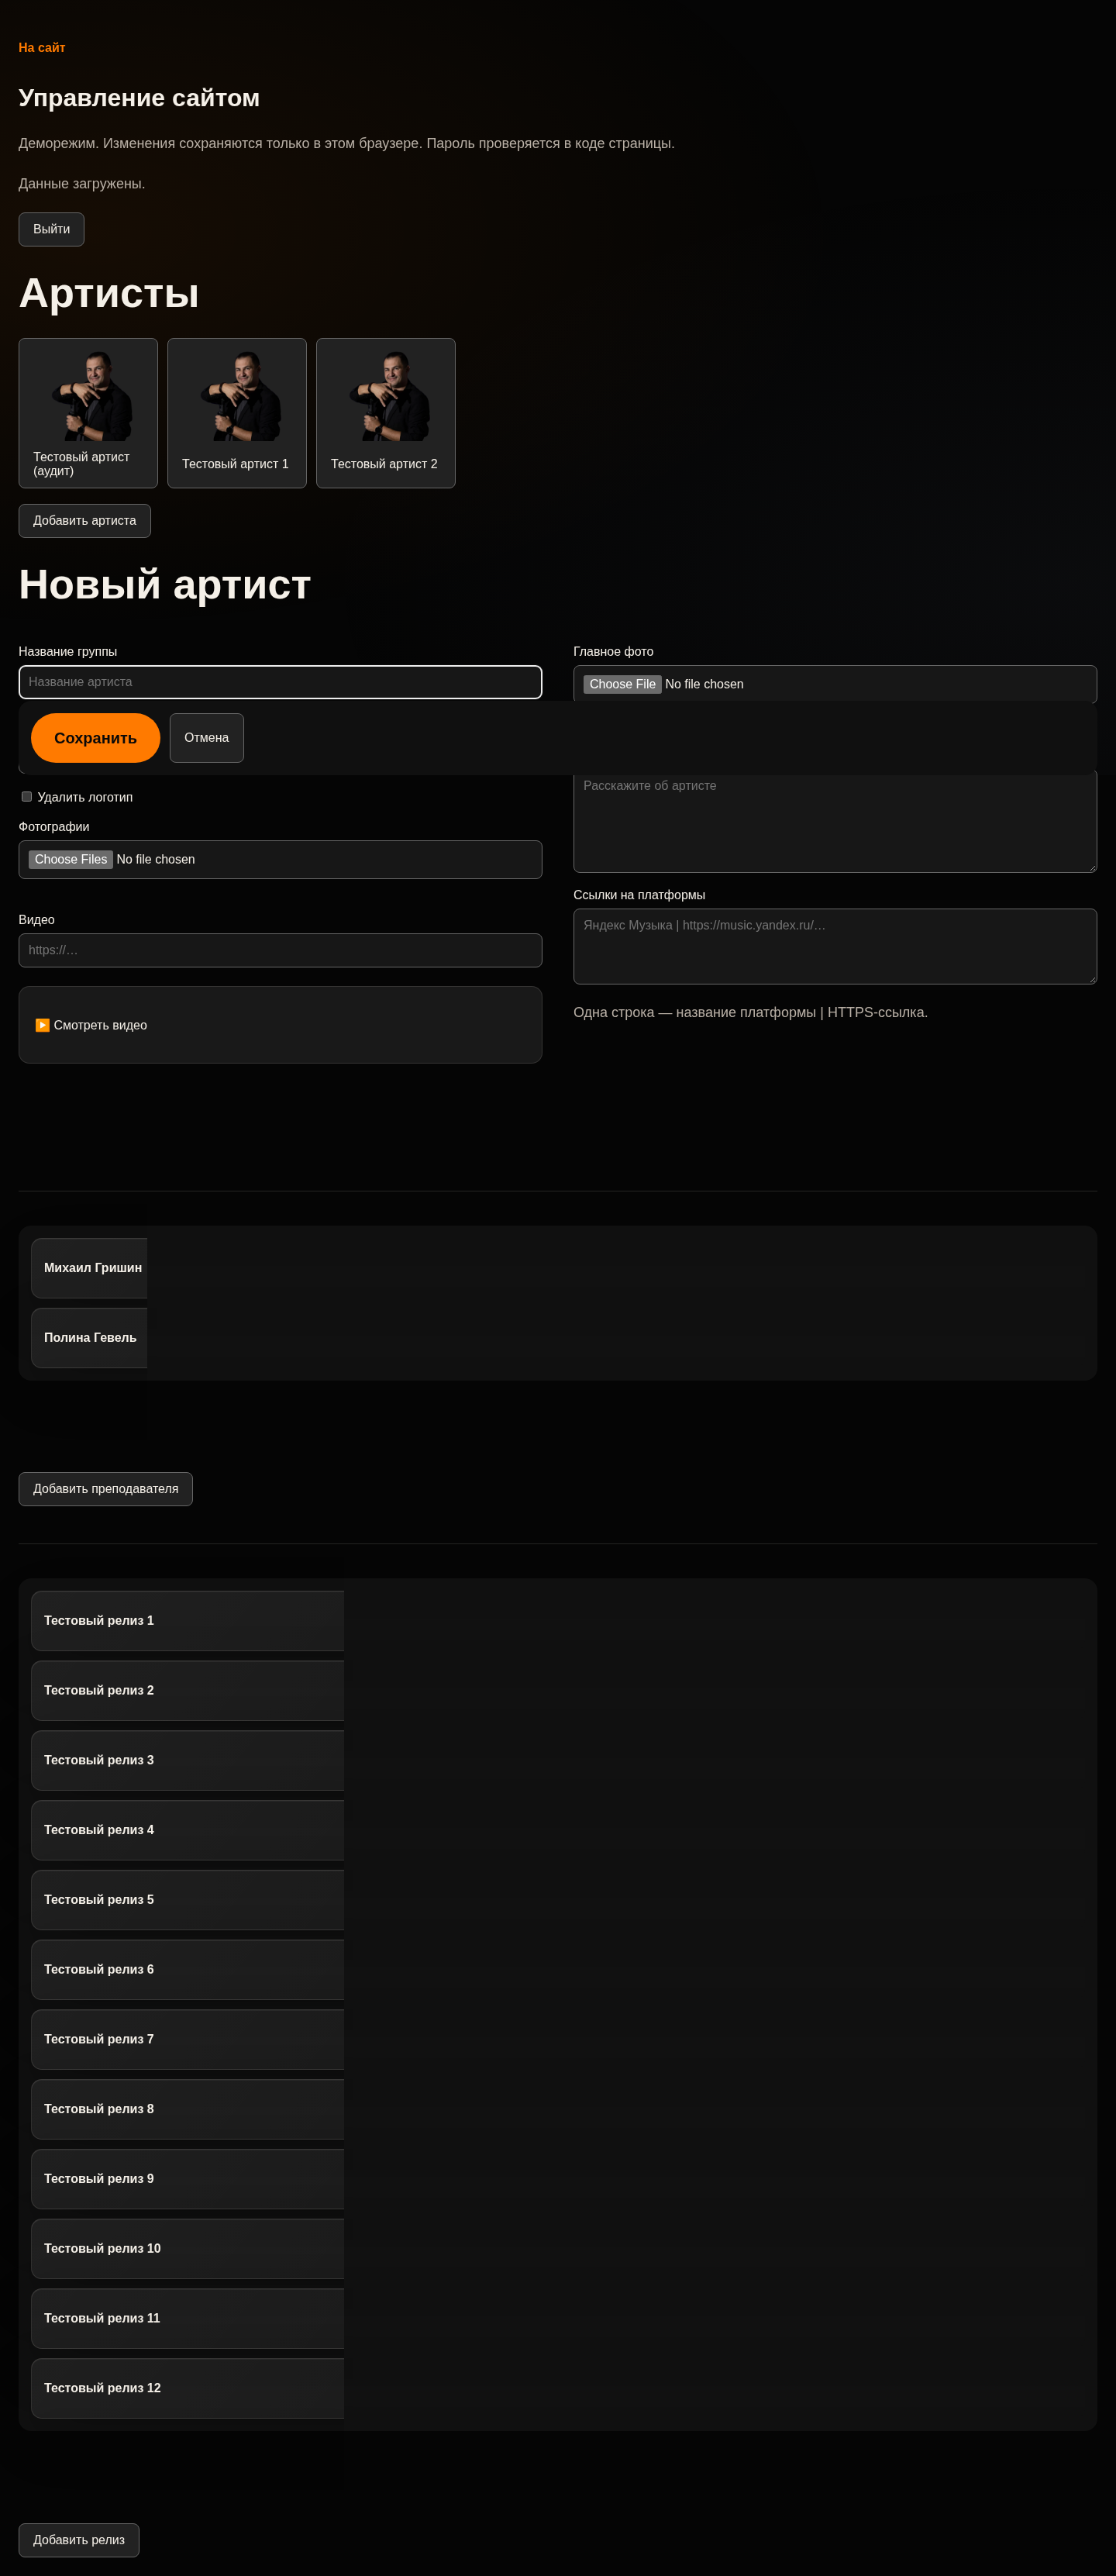 На сайт
Управление сайтом
Деморежим. Изменения сохраняются только в этом браузере. Пароль проверяется в коде страницы.
Данные загружены.
Выйти
Артисты
Тестовый артист
(аудит)
Тестовый артист 1
Тестовый артист 2
Добавить артиста
Новый артист
Название группы
Название артиста
Главное фото
Choose File No file chosen
Сохранить
Отмена
Удалить логотип
Фотографии
Choose Files No file chosen
Видео
https://…
▶️ Смотреть видео
Расскажите об артисте
Ссылки на платформы
Яндекс Музыка | https://music.yandex.ru/…
Одна строка — название платформы | HTTPS-ссылка.
Михаил Гришин
Полина Гевель
Добавить преподавателя
Тестовый релиз 1
Тестовый релиз 2
Тестовый релиз 3
Тестовый релиз 4
Тестовый релиз 5
Тестовый релиз 6
Тестовый релиз 7
Тестовый релиз 8
Тестовый релиз 9
Тестовый релиз 10
Тестовый релиз 11
Тестовый релиз 12
Добавить релиз